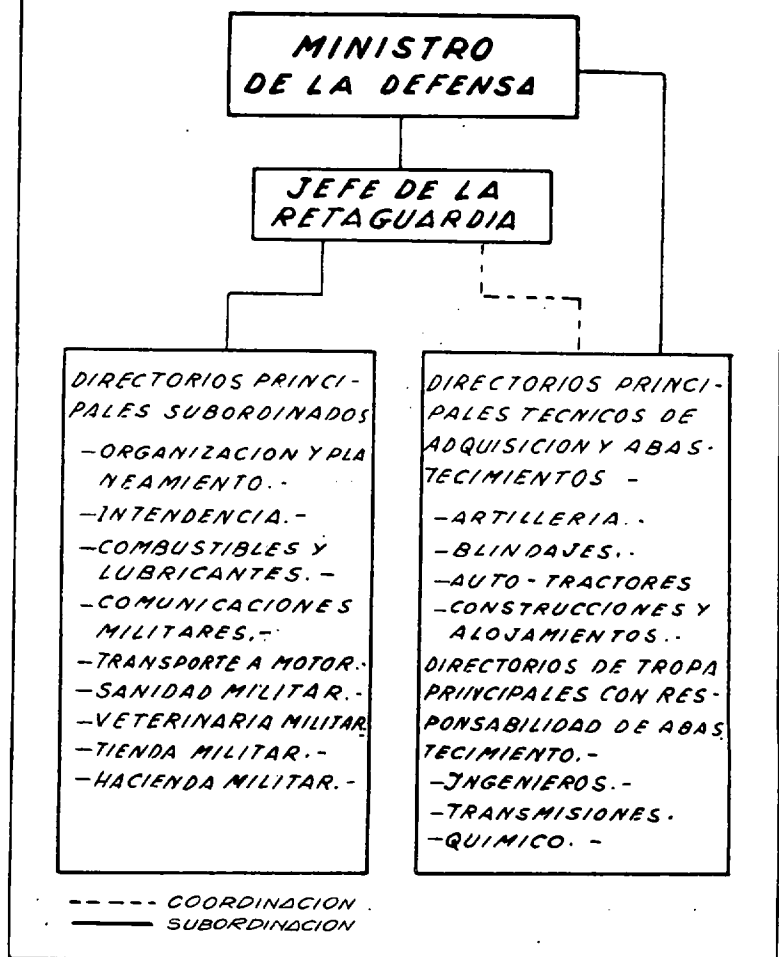 MINISTRO
DE LA DEFENSA
JEFE DE LA
RETAGUARDIA
DIRECTORIOS PRINCI-
PALES SUBORDINADOS
-ORGANIZACION Y PLA
NEAMIENTO.-
-INTENDENCIA.-
-COMBUSTIBLES Y
LUBRICANTES.-
-COMUNICACIONES
MILITARES.-
-TRANSPORTE A MOTOR.-
-SANIDAD MILITAR.-
-VETERINARIA MILITAR
-TIENDA MILITAR.-
-HACIENDA MILITAR.-
DIRECTORIOS PRINCI-
PALES TECNICOS DE
ADQUISICION Y ABAS-
TECIMIENTOS -
-ARTILLERIA.-
-BLINDAJES.-
-AUTO-TRACTORES
-CONSTRUCCIONES Y
ALOJAMIENTOS.-
DIRECTORIOS DE TROPA
PRINCIPALES CON RES-
PONSABILIDAD DE ABAS
TECIMIENTO.-
-INGENIEROS.-
-TRANSMISIONES.
-QUIMICO.-
COORDINACION
SUBORDINACION